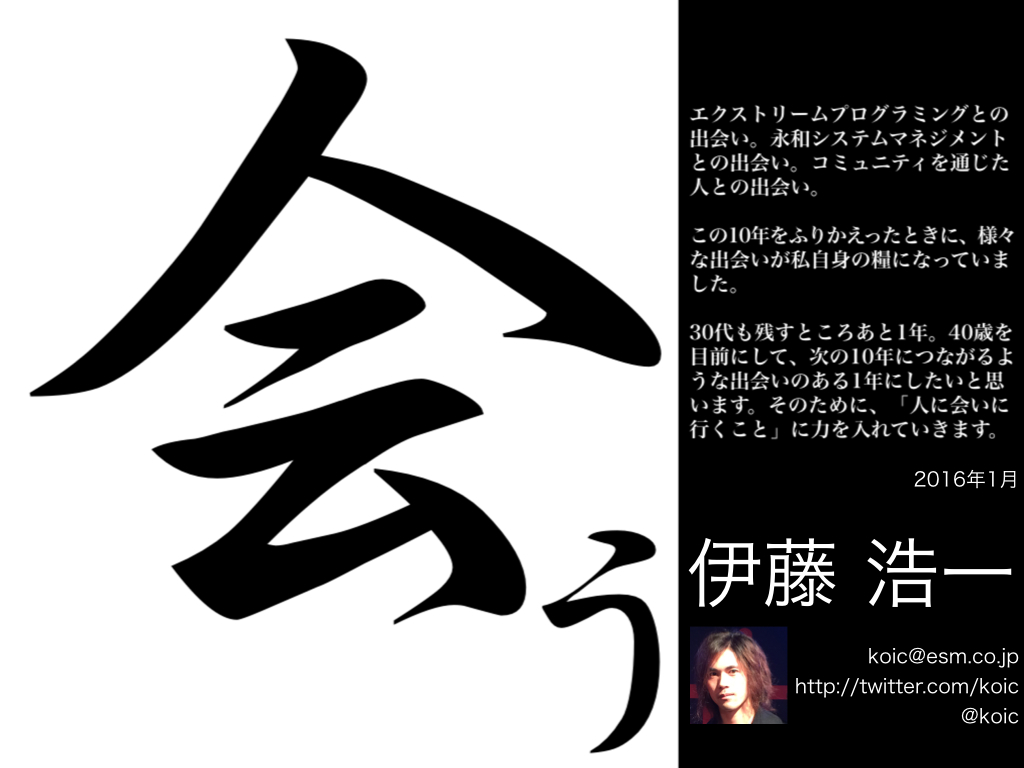 会う
エクストリームプログラミングとの
出会い。永和システムマネジメント
との出会い。コミュニティを通じた
人との出会い。
この10年をふりかえったときに、様々
な出会いが私自身の糧になっていま
した。
30代も残すところあと1年。40歳を
目前にして、次の10年につながるよ
うな出会いのある1年にしたいと思
います。そのために、「人に会いに
行くこと」に力を入れていきます。
2016年1月
伊藤 浩一
koic@esm.co.jp
http://twitter.com/koic
@koic